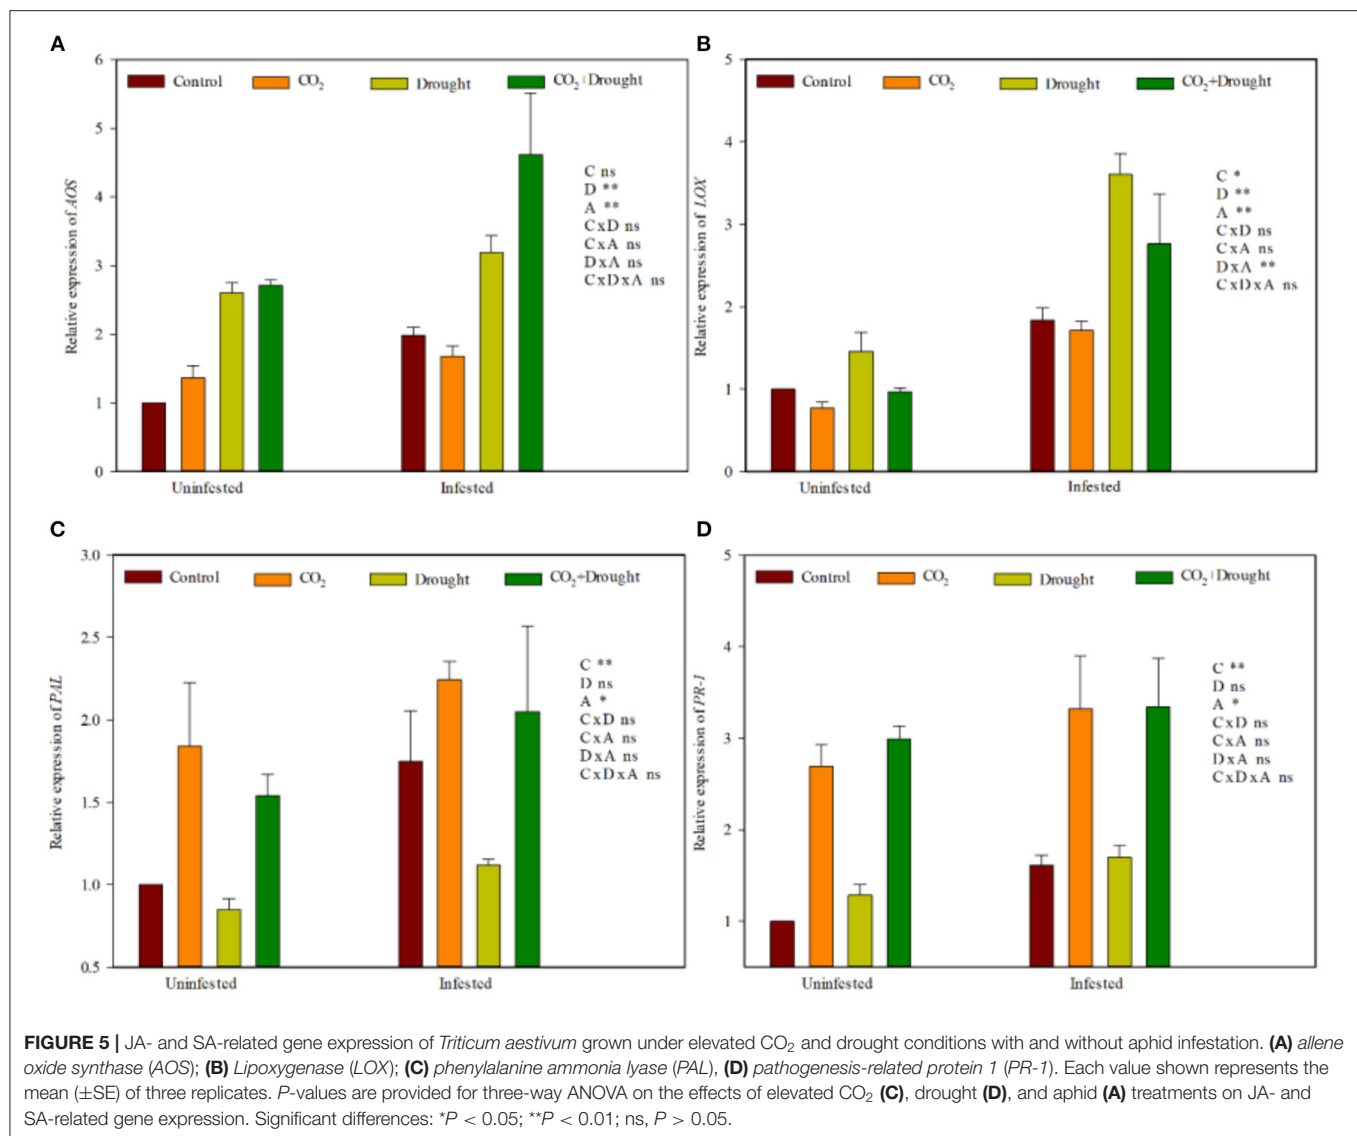 A
6
Control CO₂ Drought CO₂+Drought
5
C ns
D **
A **
CxD ns
CxA ns
DxA ns
CxDxA ns
4
3
2
1
0
Relative expression of AOS
Uninfested Infested
B
5
Control CO₂ Drought CO₂+Drought
4
C *
D **
A **
CxD ns
CxA ns
DxA **
CxDxA ns
3
2
1
0
Relative expression of LOX
Uninfested Infested
C
3.0
Control CO₂ Drought CO₂+Drought
2.5
C **
D ns
A *
CxD ns
CxA ns
DxA ns
CxDxA ns
2.0
1.5
1.0
0.5
Relative expression of PAL
Uninfested Infested
D
5
Control CO₂ Drought CO₂+Drought
4
C **
D ns
A *
CxD ns
CxA ns
DxA ns
CxDxA ns
3
2
1
Relative expression of PR-1
Uninfested Infested
FIGURE 5 | JA- and SA-related gene expression of Triticum aestivum grown under elevated CO₂ and drought conditions with and without aphid infestation. (A) allene
oxide synthase (AOS); (B) Lipoxygenase (LOX); (C) phenylalanine ammonia lyase (PAL), (D) pathogenesis-related protein 1 (PR-1). Each value shown represents the
mean (±SE) of three replicates. P-values are provided for three-way ANOVA on the effects of elevated CO₂ (C), drought (D), and aphid (A) treatments on JA- and
SA-related gene expression. Significant differences: *P < 0.05; **P < 0.01; ns, P > 0.05.